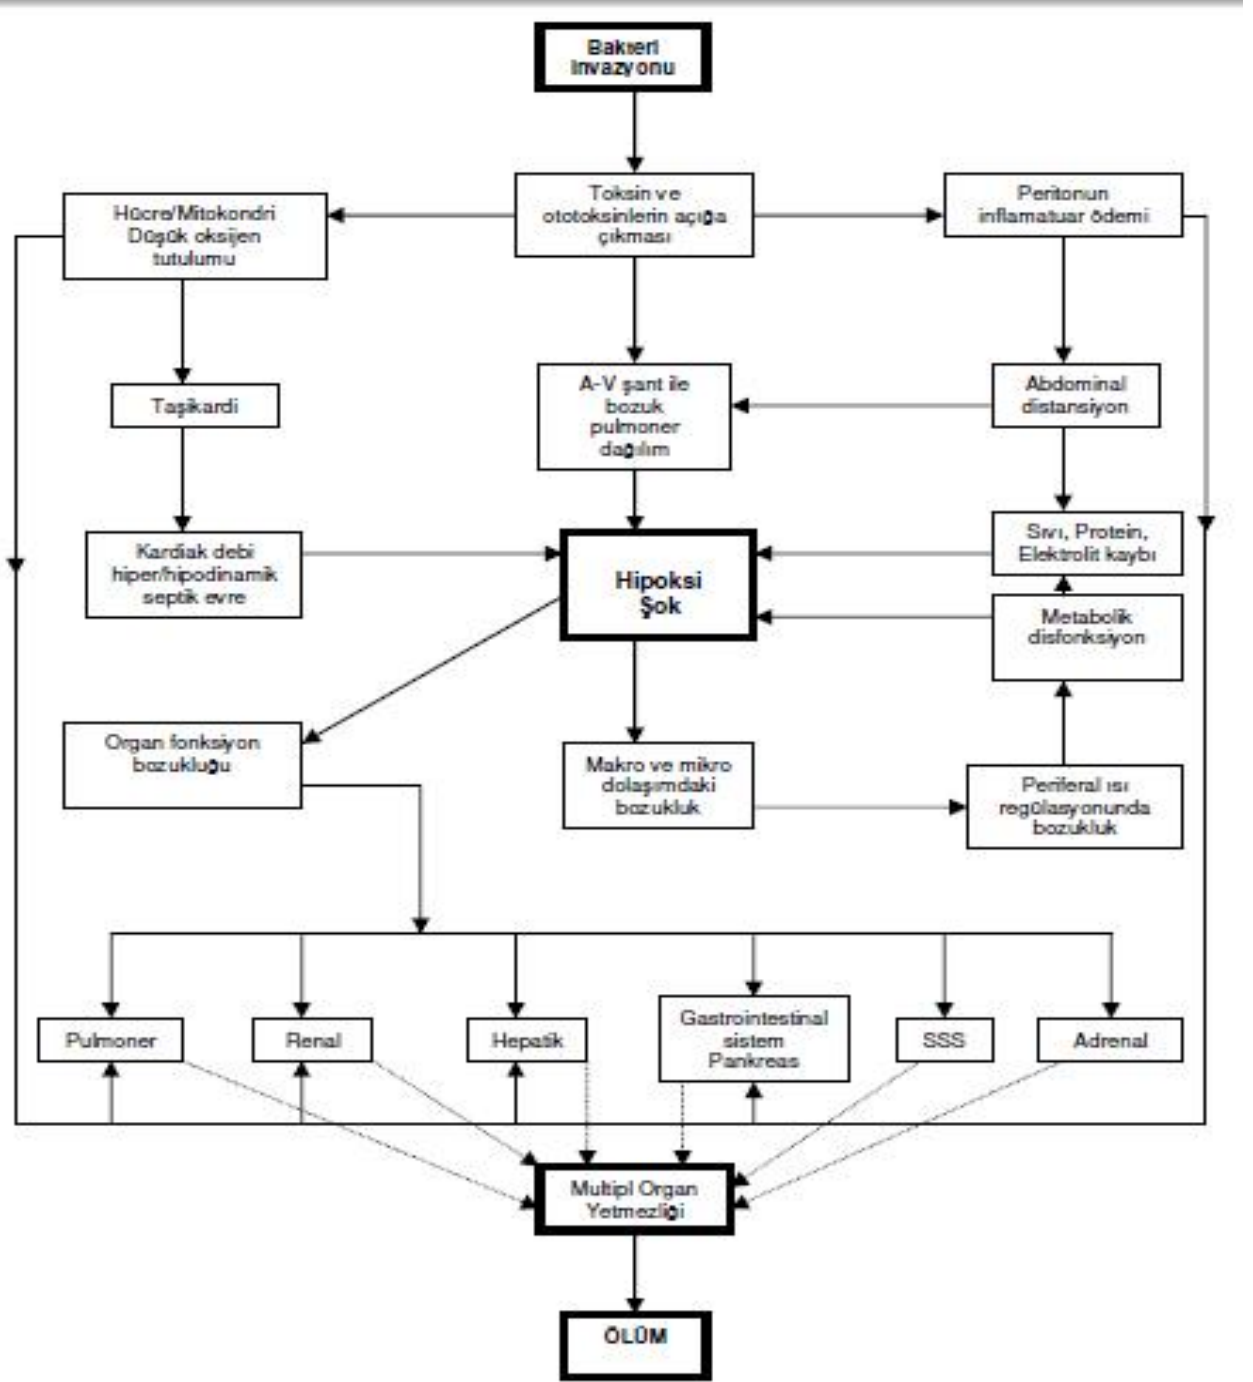 Bakteri
invazyonu
Toksin ve
ototoksinlerin açığa
çıkması
Peritonun
inflamatuar ödemi
Hücre/Mitokondri
Düşük oksijen
tutulumu
A-V şant ile
bozuk
pulmoner
dağılım
Abdominal
distansiyon
Taşikardi
Kardiak debi
hiper/hipodinamik
septik evre
Hipoksi
Şok
Sıvı, Protein,
Elektrolit kaybı
Metabolik
disfonksiyon
Organ fonksiyon
bozukluğu
Makro ve mikro
dolaşımdaki
bozukluk
Periferal ısı
regülasyonunda
bozukluk
Pulmoner
Renal
Hepatik
Gastrointestinal
sistem
Pankreas
SSS
Adrenal
Multipl Organ
Yetmezliği
ÖLÜM